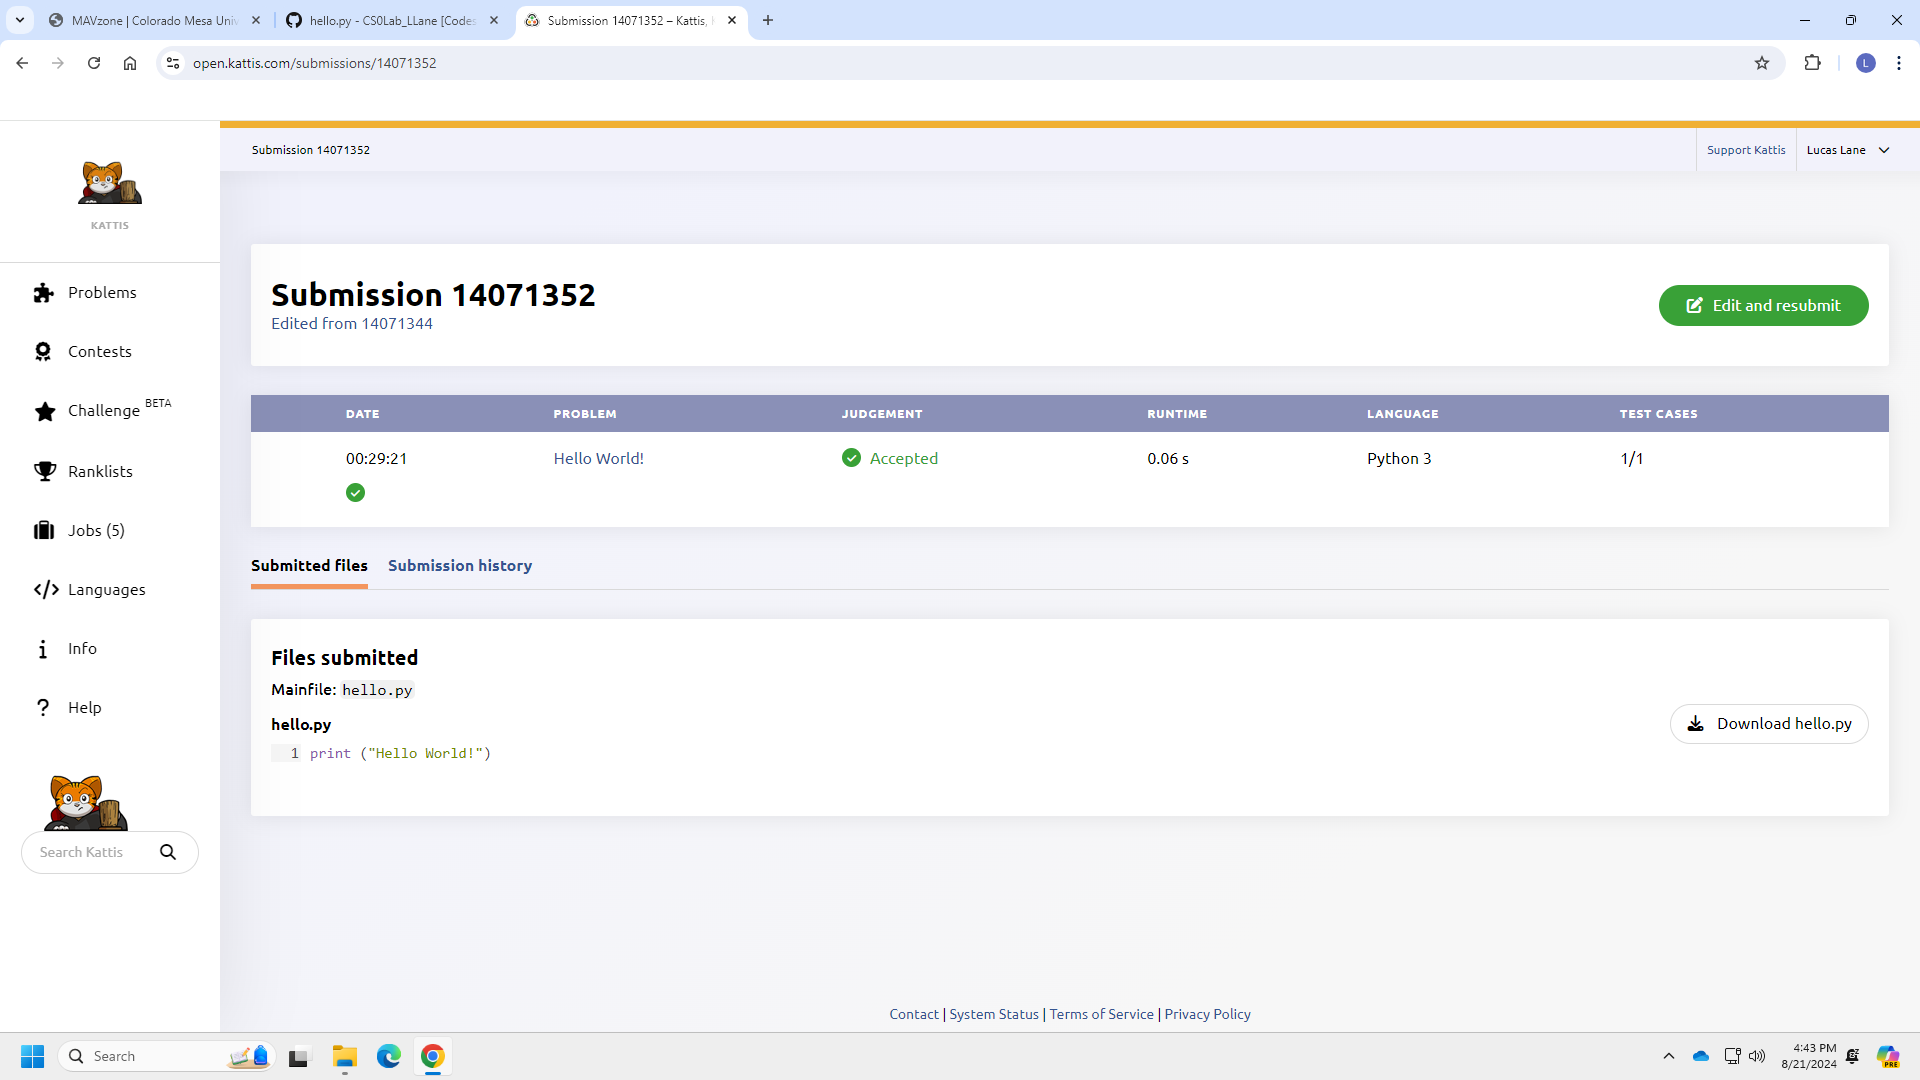 MAVzone | Colorado Mesa Univ
hello.py - CS0Lab_LLane [Codes
Submission 14071352 – Kattis,
open.kattis.com/submissions/14071352
L
Submission 14071352
Support Kattis
Lucas Lane
KATTIS
Problems
Contests
Challenge BETA
Ranklists
Jobs (5)
Languages
Info
Help
Search Kattis
Submission 14071352
Edited from 14071344
Edit and resubmit
DATE PROBLEM JUDGEMENT RUNTIME LANGUAGE TEST CASES
00:29:21 Hello World! Accepted 0.06 s Python 3 1/1
Submitted files Submission history
Files submitted
Mainfile: hello.py
hello.py
Download hello.py
1 print ("Hello World!")
Contact | System Status | Terms of Service | Privacy Policy
Search
4:43 PM
8/21/2024
PRE